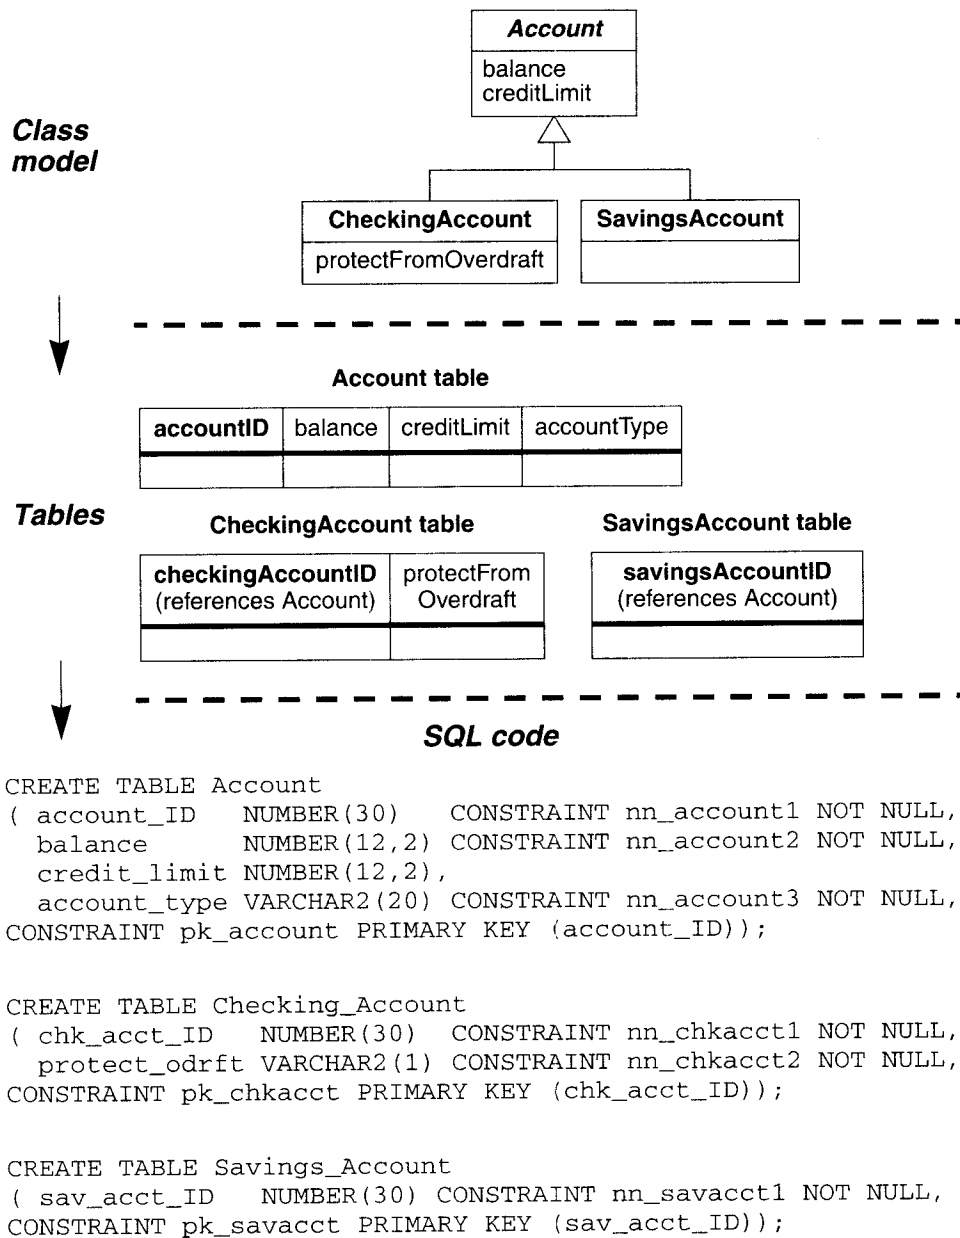 Account
balance
creditLimit
Class
model
CheckingAccount
protectFromOverdraft
SavingsAccount
Account table
accountID balance creditLimit accountType
Tables
CheckingAccount table
checkingAccountID
(references Account)
protectFrom
Overdraft
SavingsAccount table
savingsAccountID
(references Account)
SQL code
CREATE TABLE Account
( account_ID   NUMBER(30)   CONSTRAINT nn_account1 NOT NULL,
  balance      NUMBER(12,2) CONSTRAINT nn_account2 NOT NULL,
  credit_limit NUMBER(12,2),
  account_type VARCHAR2(20) CONSTRAINT nn_account3 NOT NULL,
CONSTRAINT pk_account PRIMARY KEY (account_ID));
CREATE TABLE Checking_Account
( chk_acct_ID   NUMBER(30)  CONSTRAINT nn_chkacct1 NOT NULL,
  protect_odrft VARCHAR2(1) CONSTRAINT nn_chkacct2 NOT NULL,
CONSTRAINT pk_chkacct PRIMARY KEY (chk_acct_ID));
CREATE TABLE Savings_Account
( sav_acct_ID   NUMBER(30) CONSTRAINT nn_savacct1 NOT NULL,
CONSTRAINT pk_savacct PRIMARY KEY (sav_acct_ID));